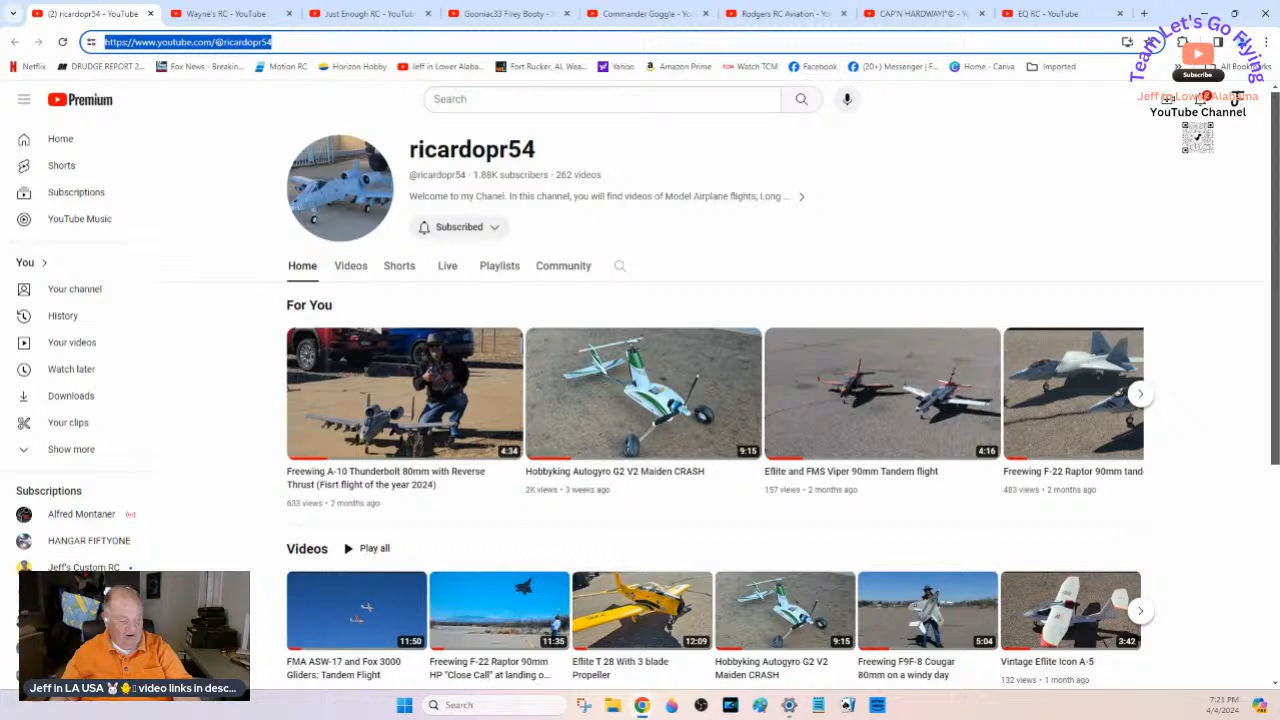 (20) - YouTube
Wayne's RC - YouTube
Just Enough RC - YouTube
Gooniac33 Firey Booty - Yo
Commander Goggle - YouT
Rodgers RC Aviation - You
CAP'N HARDWAY!*© - Yo
EQ RC - YouTube
https://www.youtube.com/@ricardopr54
Netflix
DRUDGE REPORT 2...
Fox News - Breakin...
Motion RC
Horizon Hobby
Jeff in Lower Alaba...
Fort Rucker, AL Wea...
Yahoo
Amazon Prime
Watch TCM
Facebook
(20+) Messenger | F...
Home - Canva
Imported
All Bookmarks
Team Let's Go Flying
Subscribe
Jeff in Lower Alabama
YouTube Channel
Premium
Search
Home
Shorts
Subscriptions
YouTube Music
You
Your channel
History
Your videos
Watch later
Downloads
Your clips
Show more
Subscriptions
Alfred Montaner
HANGAR FIFTYONE
Jeff's Custom RC
ricardopr54
@ricardopr54 · 1.88K subscribers · 262 videos
Welcome to my Chanel. In this channel, you will find videos of Model Airplane flights, Long ...
Subscribed
Home Videos Shorts Live Playlists Community
For You
4:34
9:15
4:16
Freewing A-10 Thunderbolt 80mm with Reverse
Thrust (Fisrt flight of the year 2024)
633 views • 2 months ago
Hobbyking Autogyro G2 V2 Maiden CRASH
2K views • 3 weeks ago
Eflite and FMS Viper 90mm Tandem flight
157 views • 2 months ago
Freewing F-22 Raptor 90mm tand
483 views • 2 months ago
Videos Play all
11:50
11:35
12:09
9:15
5:04
3:42
FMA ASW-17 and Fox 3000
Gliders: Tandem Flight
Freewing F-22 Raptor 90mm
HP "Close Call" at landing o...
Eflite T 28 With 3 blade
Propeller
Hobbyking Autogyro G2 V2
Maiden CRASH
Freewing F9F-8 Cougar
80mm on a windy day
Vintage Eflite Icon A-5
132 views • 1 month ago
Jeff in LA USA 🐰🐥 video links in desc...
Search
7:23 PM
4/4/2024